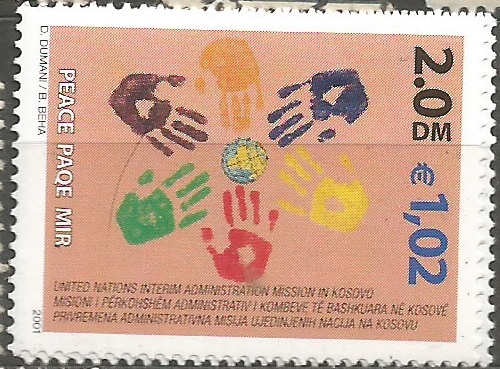 D. DUMANI / B. BEHA
PEACE PAQE MIR
2.0 DM
€ 1,02
UNITED NATIONS INTERIM ADMINISTRATION MISSION IN KOSOVO
MISIONI I PËRKOHSHËM ADMINISTRATIV I KOMBEVE TË BASHKUARA NË KOSOVË
PRIVREMENA ADMINISTRATIVNA MISIJA UJEDINJENIH NACIJA NA KOSOVU
2001